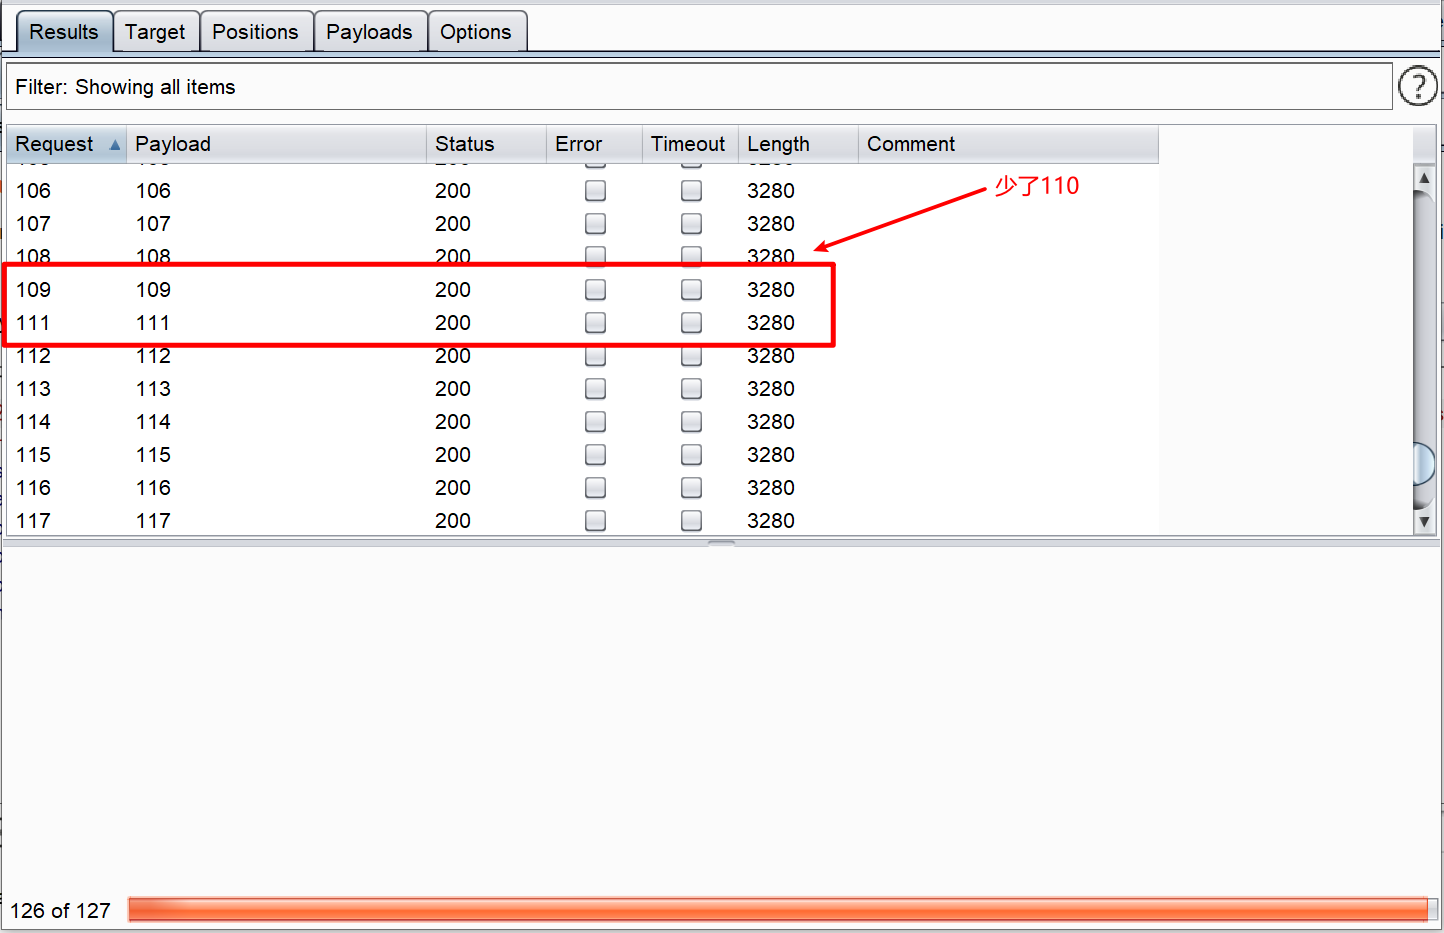 Results Target Positions Payloads Options
Filter: Showing all items
?
Request Payload Status Error Timeout Length Comment
106 106 200 3280
少了110
107 107 200 3280
108 108 200 3280
109 109 200 3280
111 111 200 3280
112 112 200 3280
113 113 200 3280
114 114 200 3280
115 115 200 3280
116 116 200 3280
117 117 200 3280
126 of 127